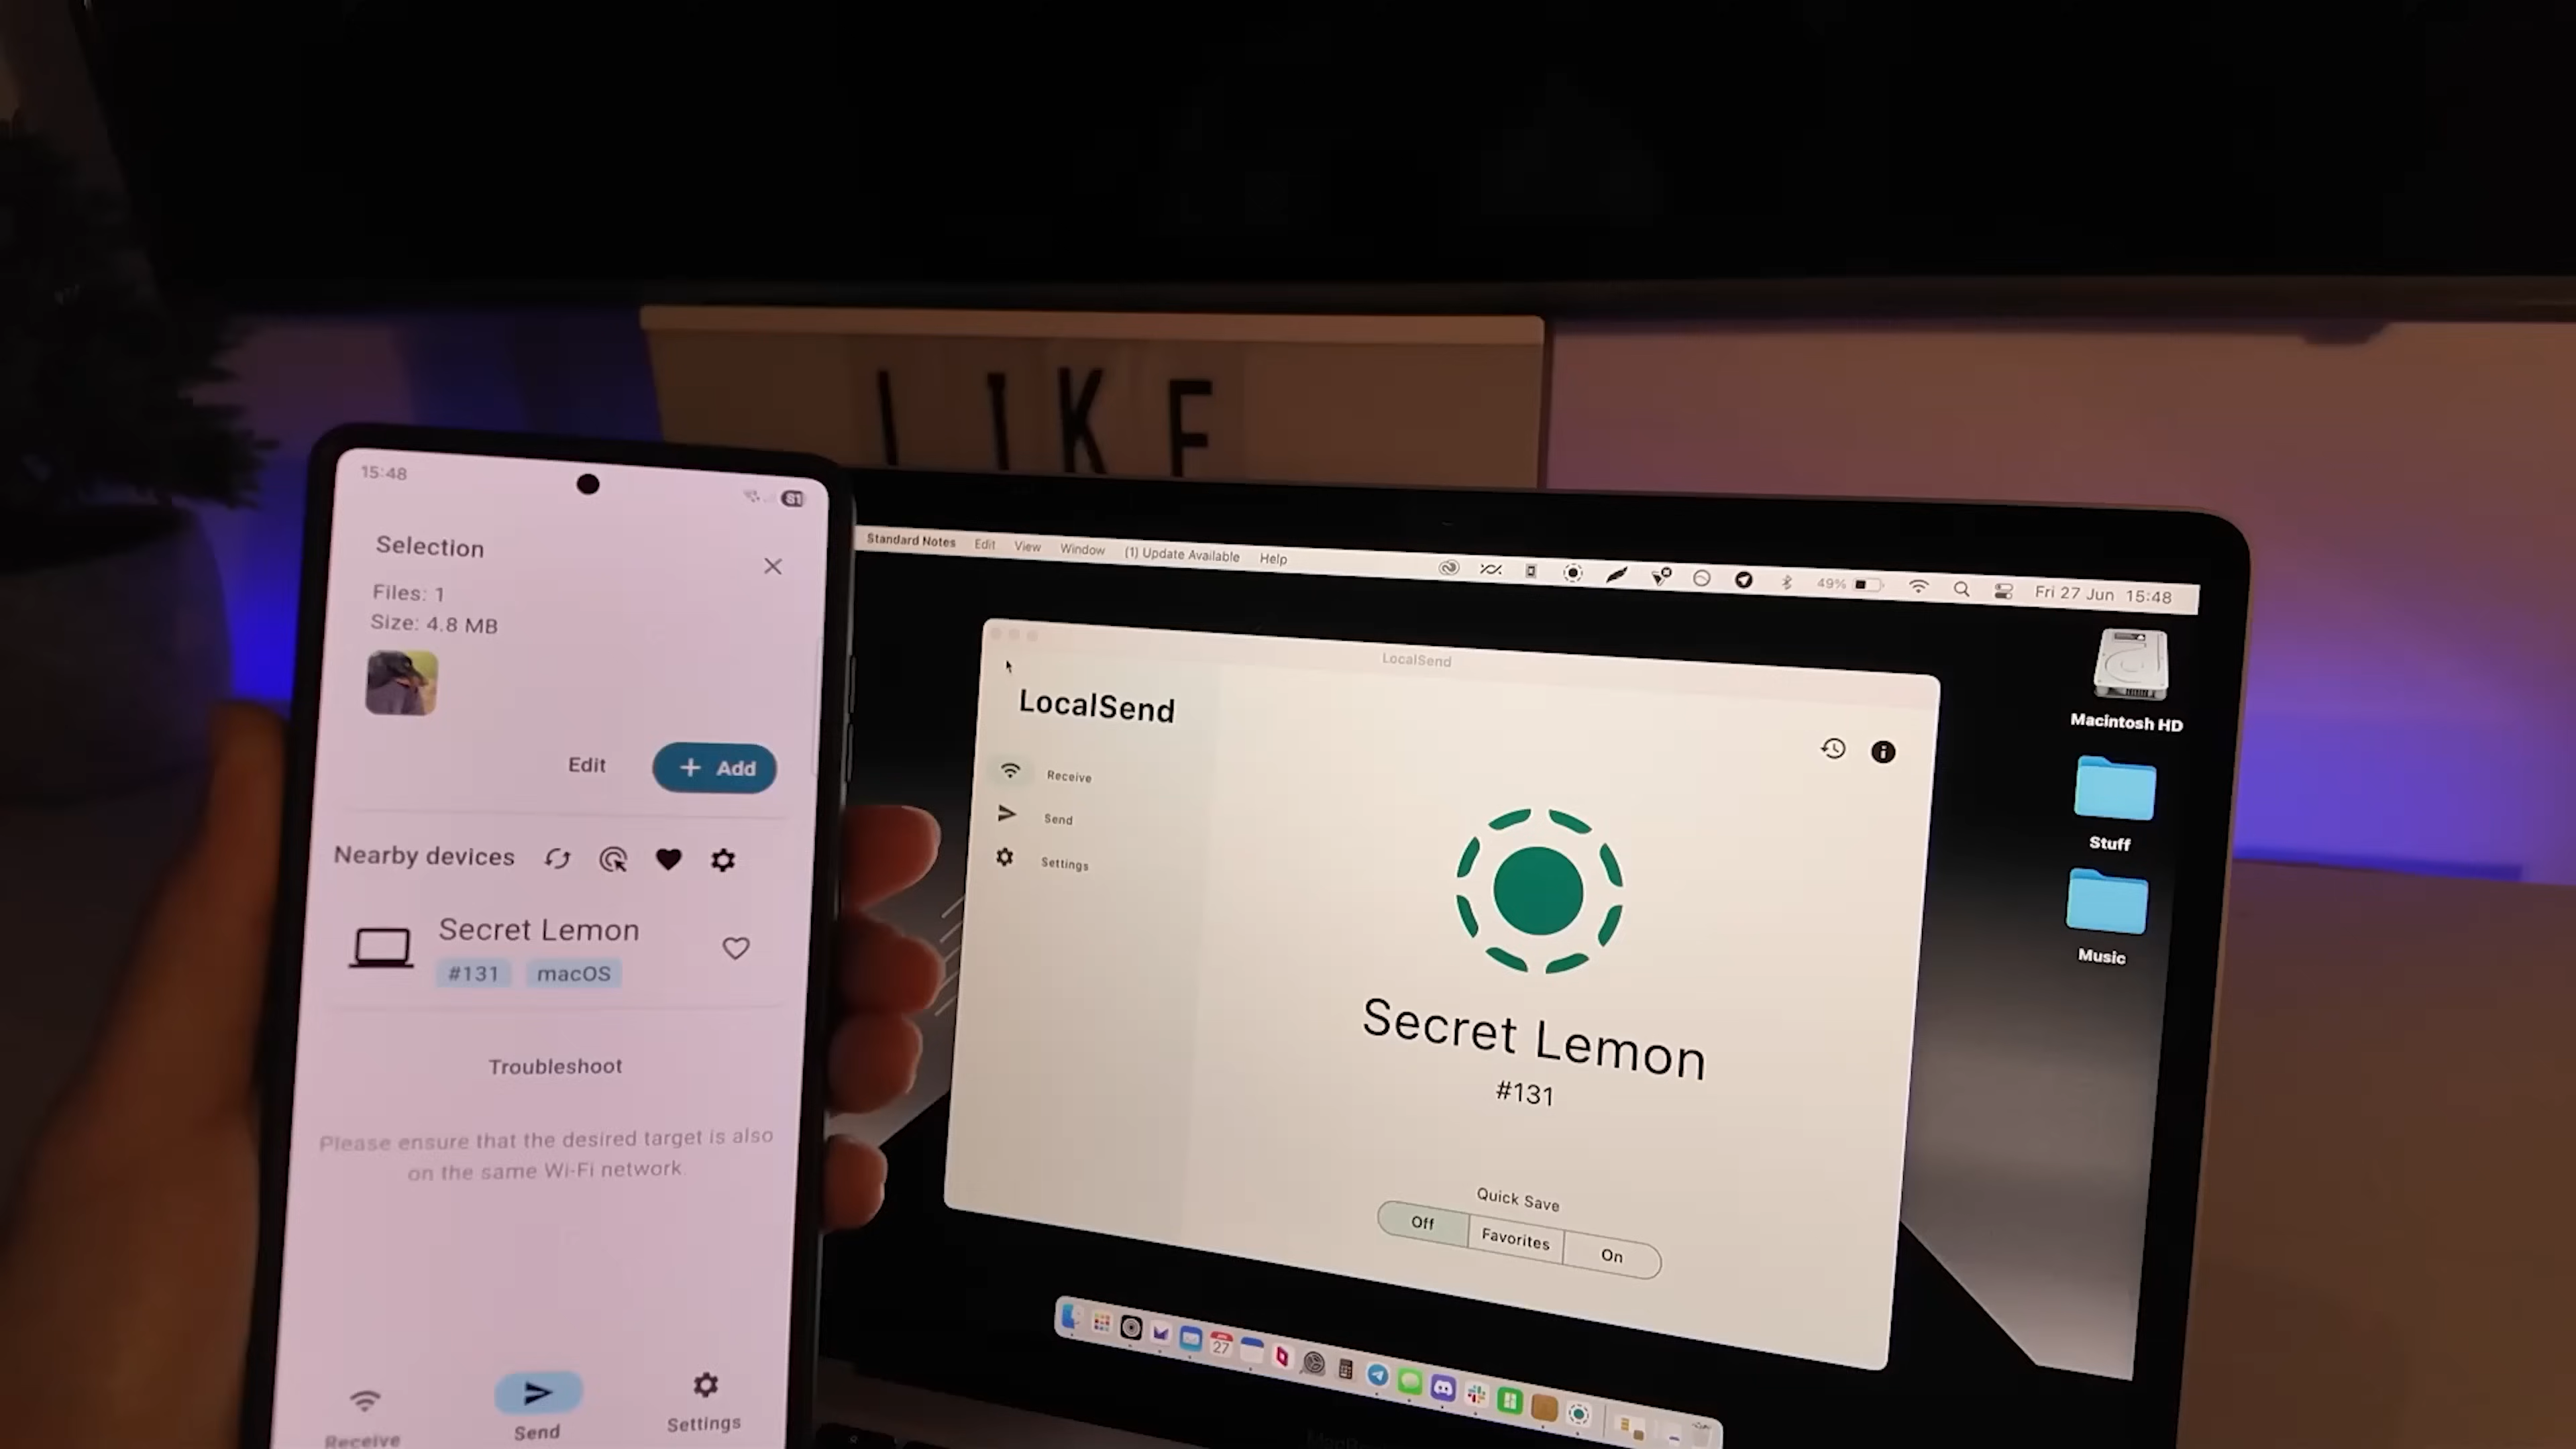 LIKE
15:48
81
Selection
Files: 1
Size: 4.8 MB
Edit
+ Add
Nearby devices
Secret Lemon
#131 macOS
Troubleshoot
Please ensure that the desired target is also
on the same Wi-Fi network.
Receive
Send
Settings
Standard Notes Edit View Window (1) Update Available Help
49%
Fri 27 Jun 15:48
LocalSend
LocalSend
Receive
Send
Settings
Secret Lemon
#131
Quick Save
Off Favorites On
Macintosh HD
Stuff
Music
27